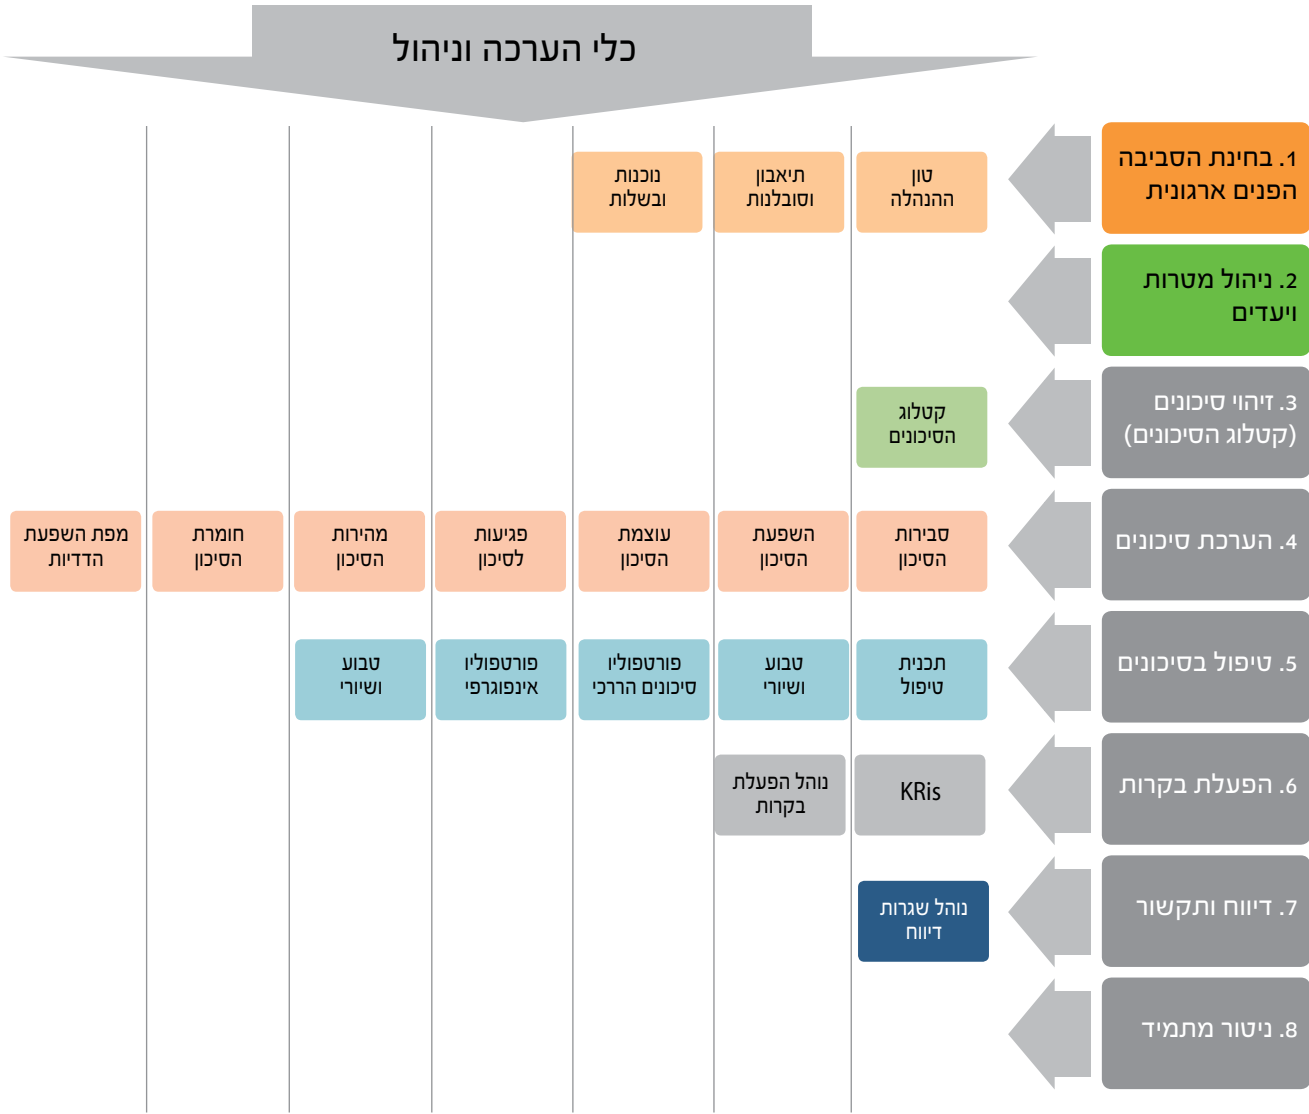 כלי הערכה וניהול
1. בחינת הסביבה
הפנים ארגונית
טון
ההנהלה
תיאבון
וסובלנות
נוכנות
ובשלות
2. ניהול מטרות
ויעדים
3. זיהוי סיכונים
(קטלוג הסיכונים)
קטלוג
הסיכונים
4. הערכת סיכונים
סבירות
הסיכון
השפעת
הסיכון
עוצמת
הסיכון
פגיעות
לסיכון
מהירות
הסיכון
חומרת
הסיכון
מפת השפעת
הדדיות
5. טיפול בסיכונים
תכנית
טיפול
טבוע
ושיורי
פורטפוליו
סיכונים הררכי
פורטפוליו
אינפוגרפי
טבוע
ושיורי
6. הפעלת בקרות
KRis
נוהל הפעלת
בקרות
7. דיווח ותקשור
נוהל שגרות
דיווח
8. ניטור מתמיד